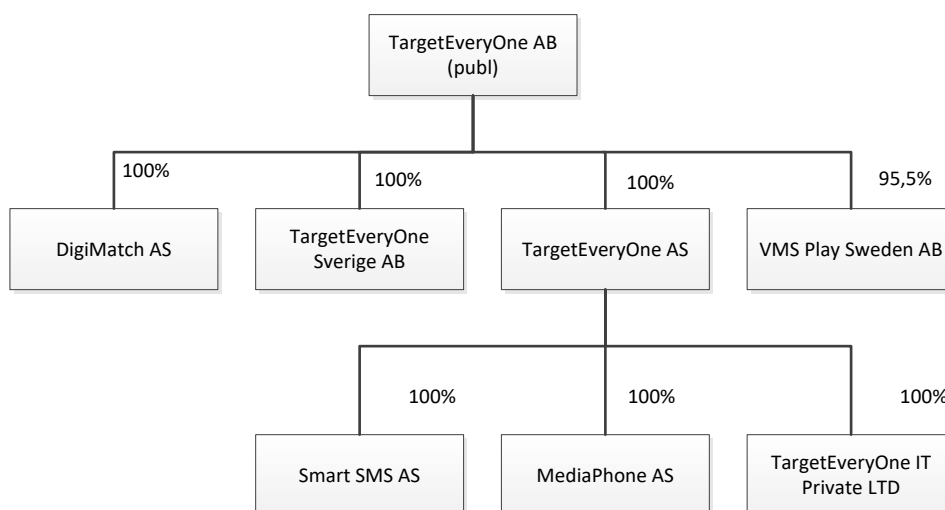 TargetEveryOne AB
(publ)
100%
100%
100%
95,5%
DigiMatch AS
TargetEveryOne
Sverige AB
TargetEveryOne AS
VMS Play Sweden AB
100%
100%
100%
Smart SMS AS
MediaPhone AS
TargetEveryOne IT
Private LTD